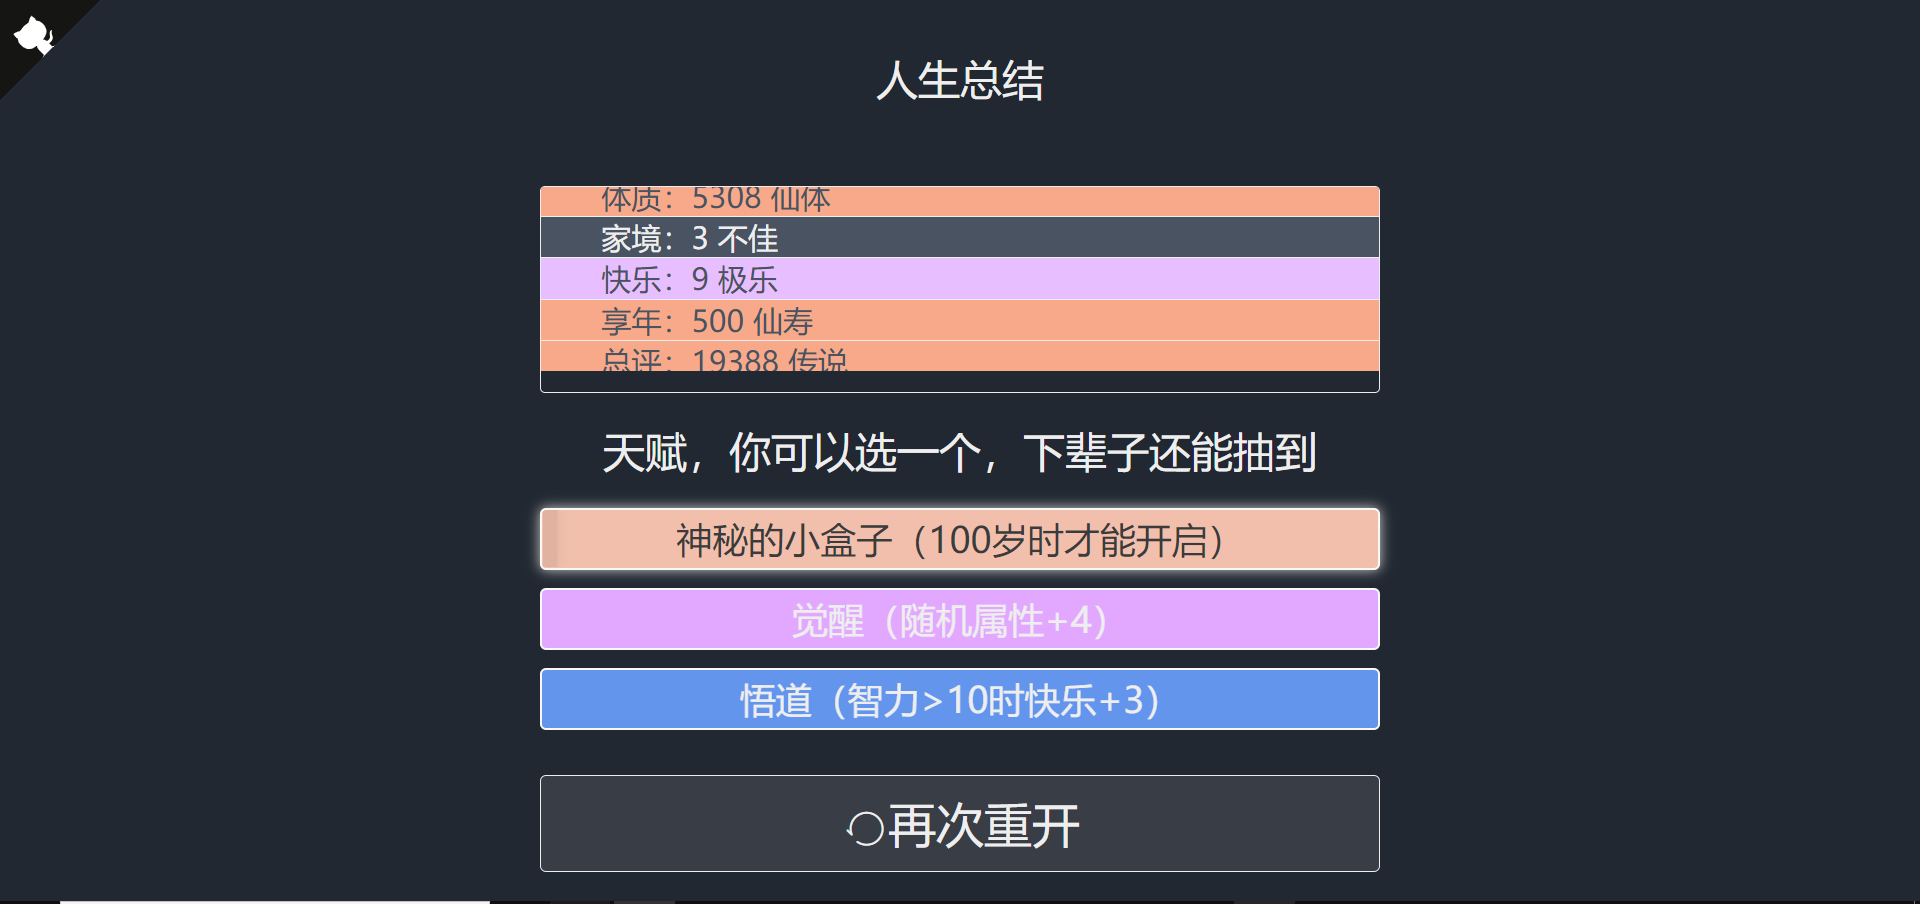 人生总结
体质：5308 仙体
家境：3 不佳
快乐：9 极乐
享年：500 仙寿
总评：19388 传说
天赋，你可以选一个，下辈子还能抽到
神秘的小盒子（100岁时才能开启）
觉醒（随机属性+4）
悟道（智力>10时快乐+3）
再次重开